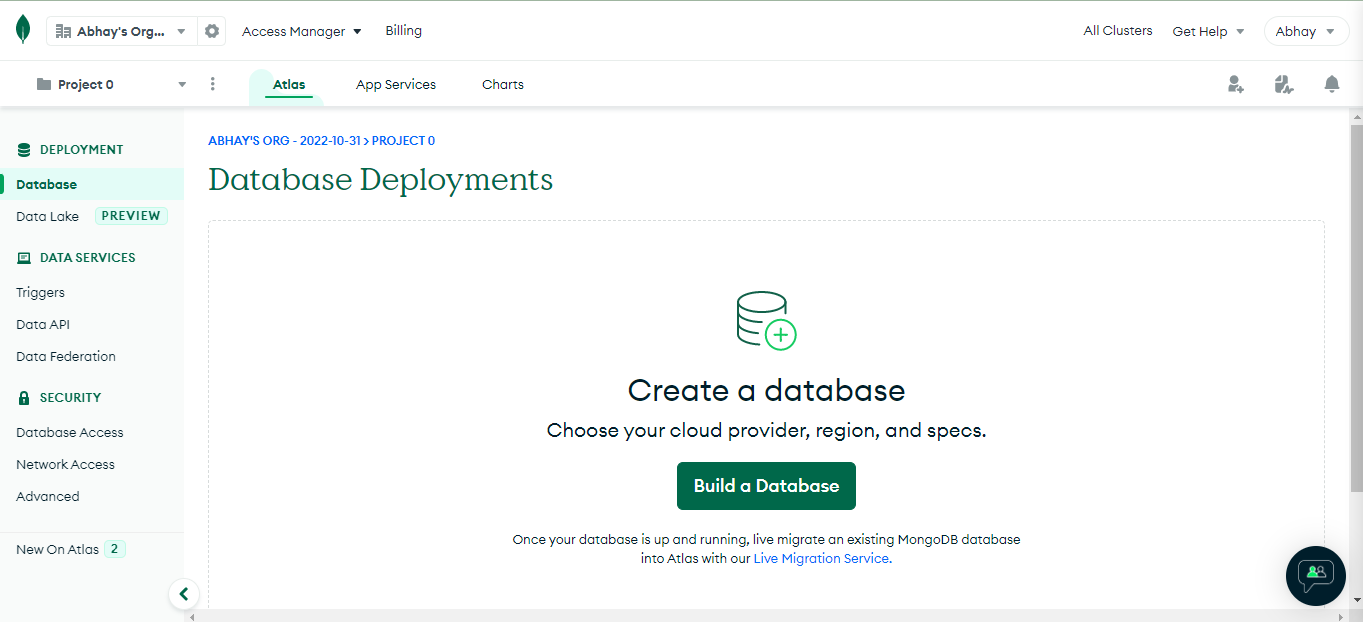 Abhay's Org... Access Manager Billing All Clusters Get Help Abhay
Project 0 Atlas App Services Charts
DEPLOYMENT
Database
Data Lake PREVIEW
DATA SERVICES
Triggers
Data API
Data Federation
SECURITY
Database Access
Network Access
Advanced
New On Atlas 2
ABHAY'S ORG - 2022-10-31 > PROJECT 0
Database Deployments
Create a database
Choose your cloud provider, region, and specs.
Build a Database
Once your database is up and running, live migrate an existing MongoDB database
into Atlas with our Live Migration Service.